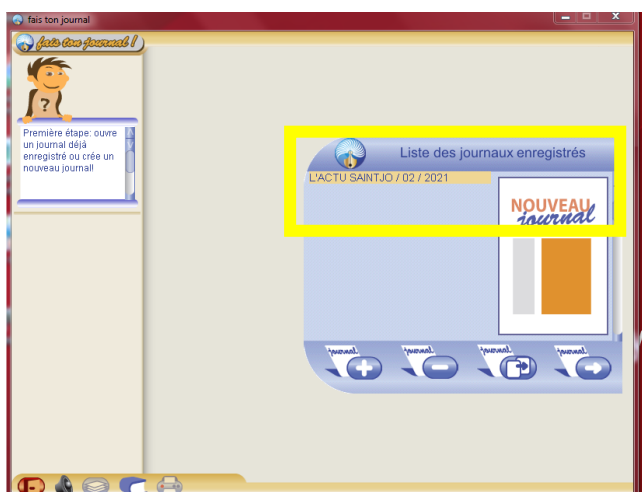 fais ton journal
fais ton journal !
?
Première étape: ouvre
un journal déjà
enregistré ou crée un
nouveau journal!
Liste des journaux enregistrés
L'ACTU SAINTJO / 02 / 2021
NOUVEAU
journal
journal
journal
journal
journal